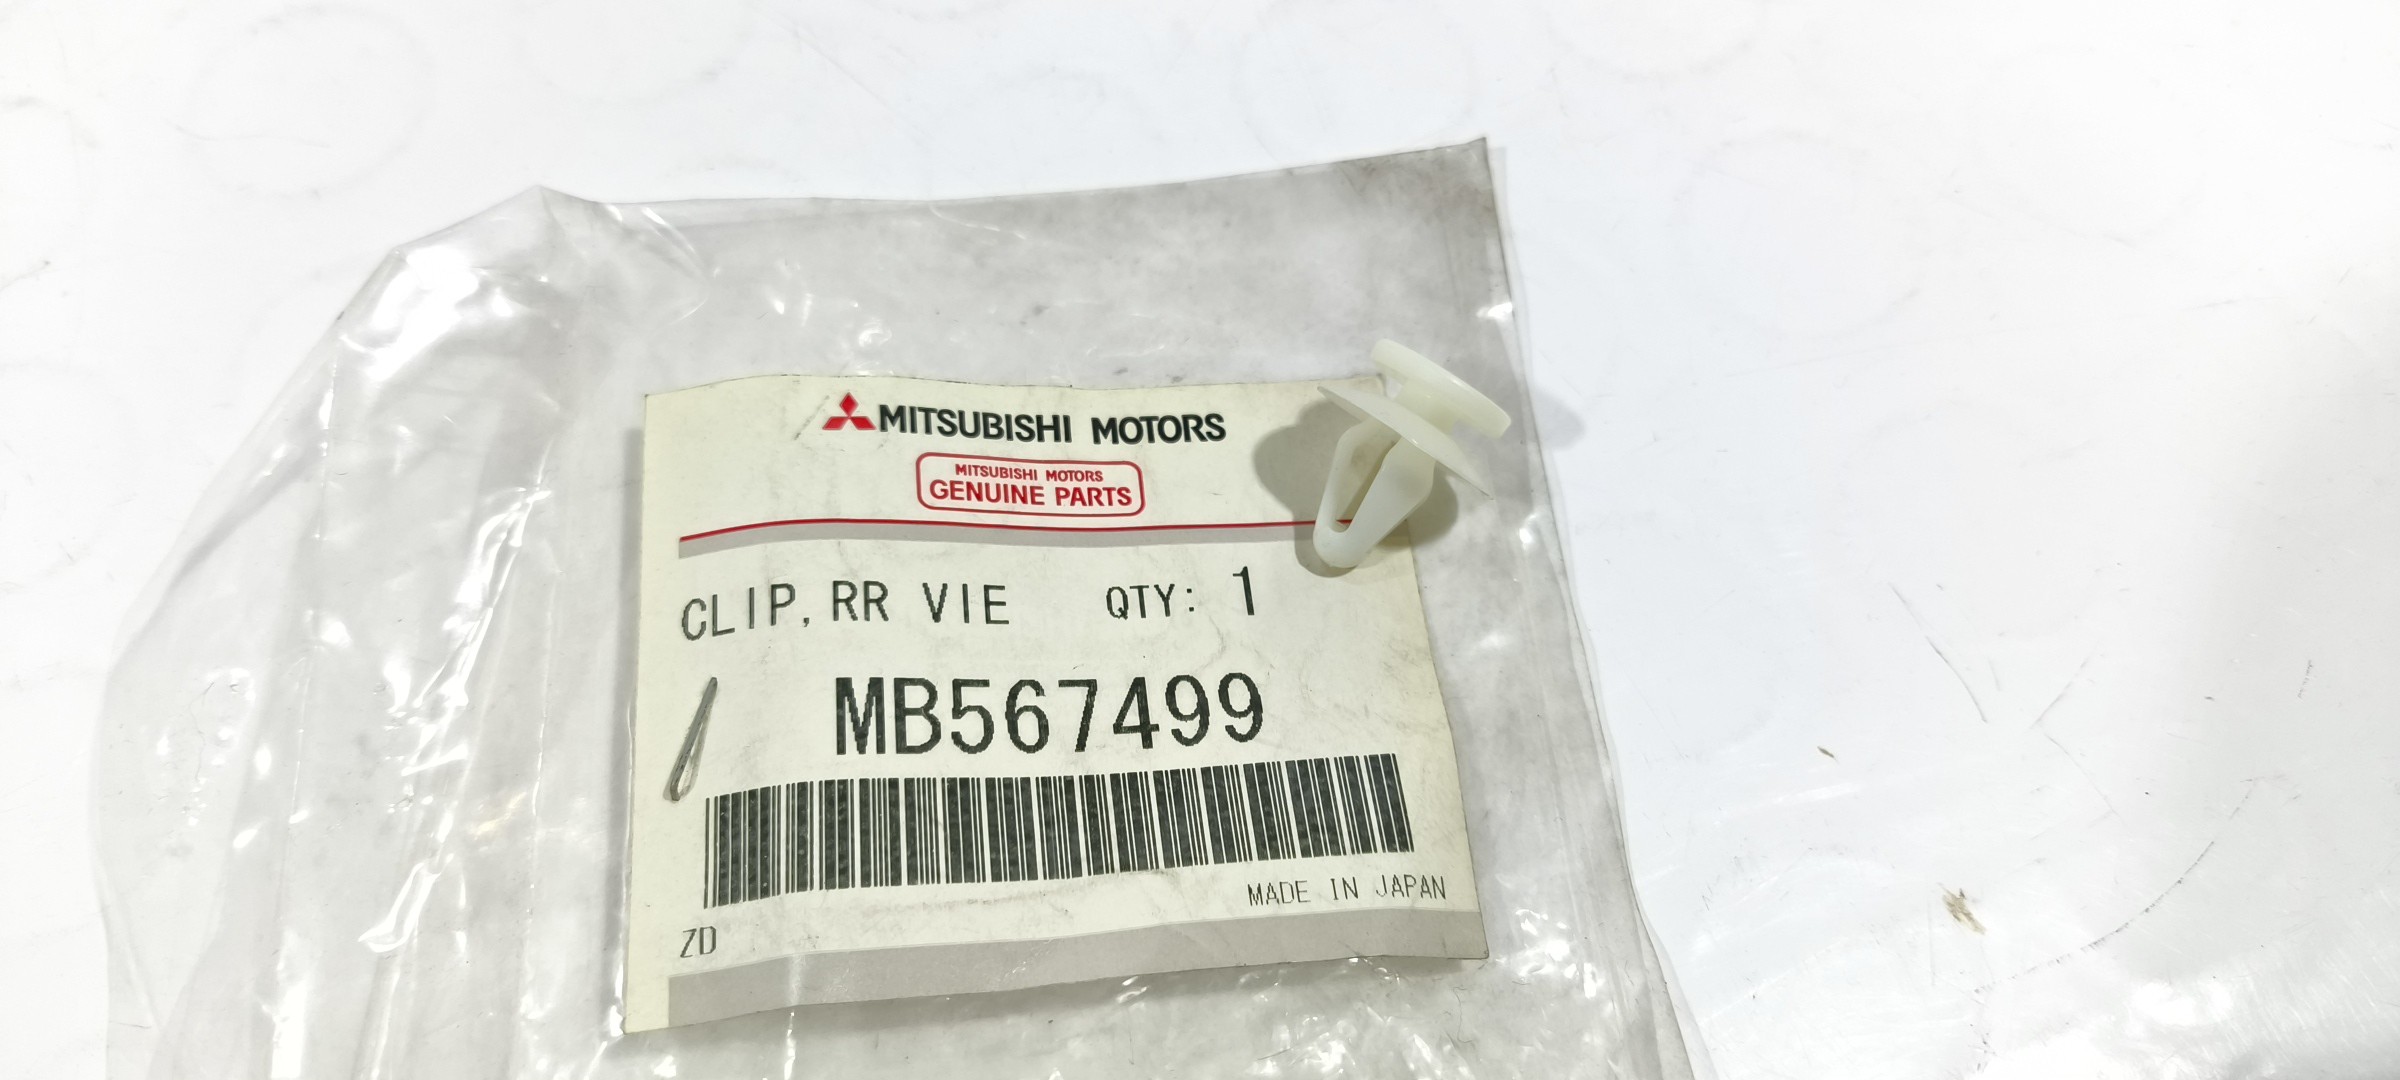 MITSUBISHI MOTORS
MITSUBISHI MOTORS
GENUINE PARTS
CLIP, RR VIE QTY: 1
MB567499
MADE IN JAPAN
ZD